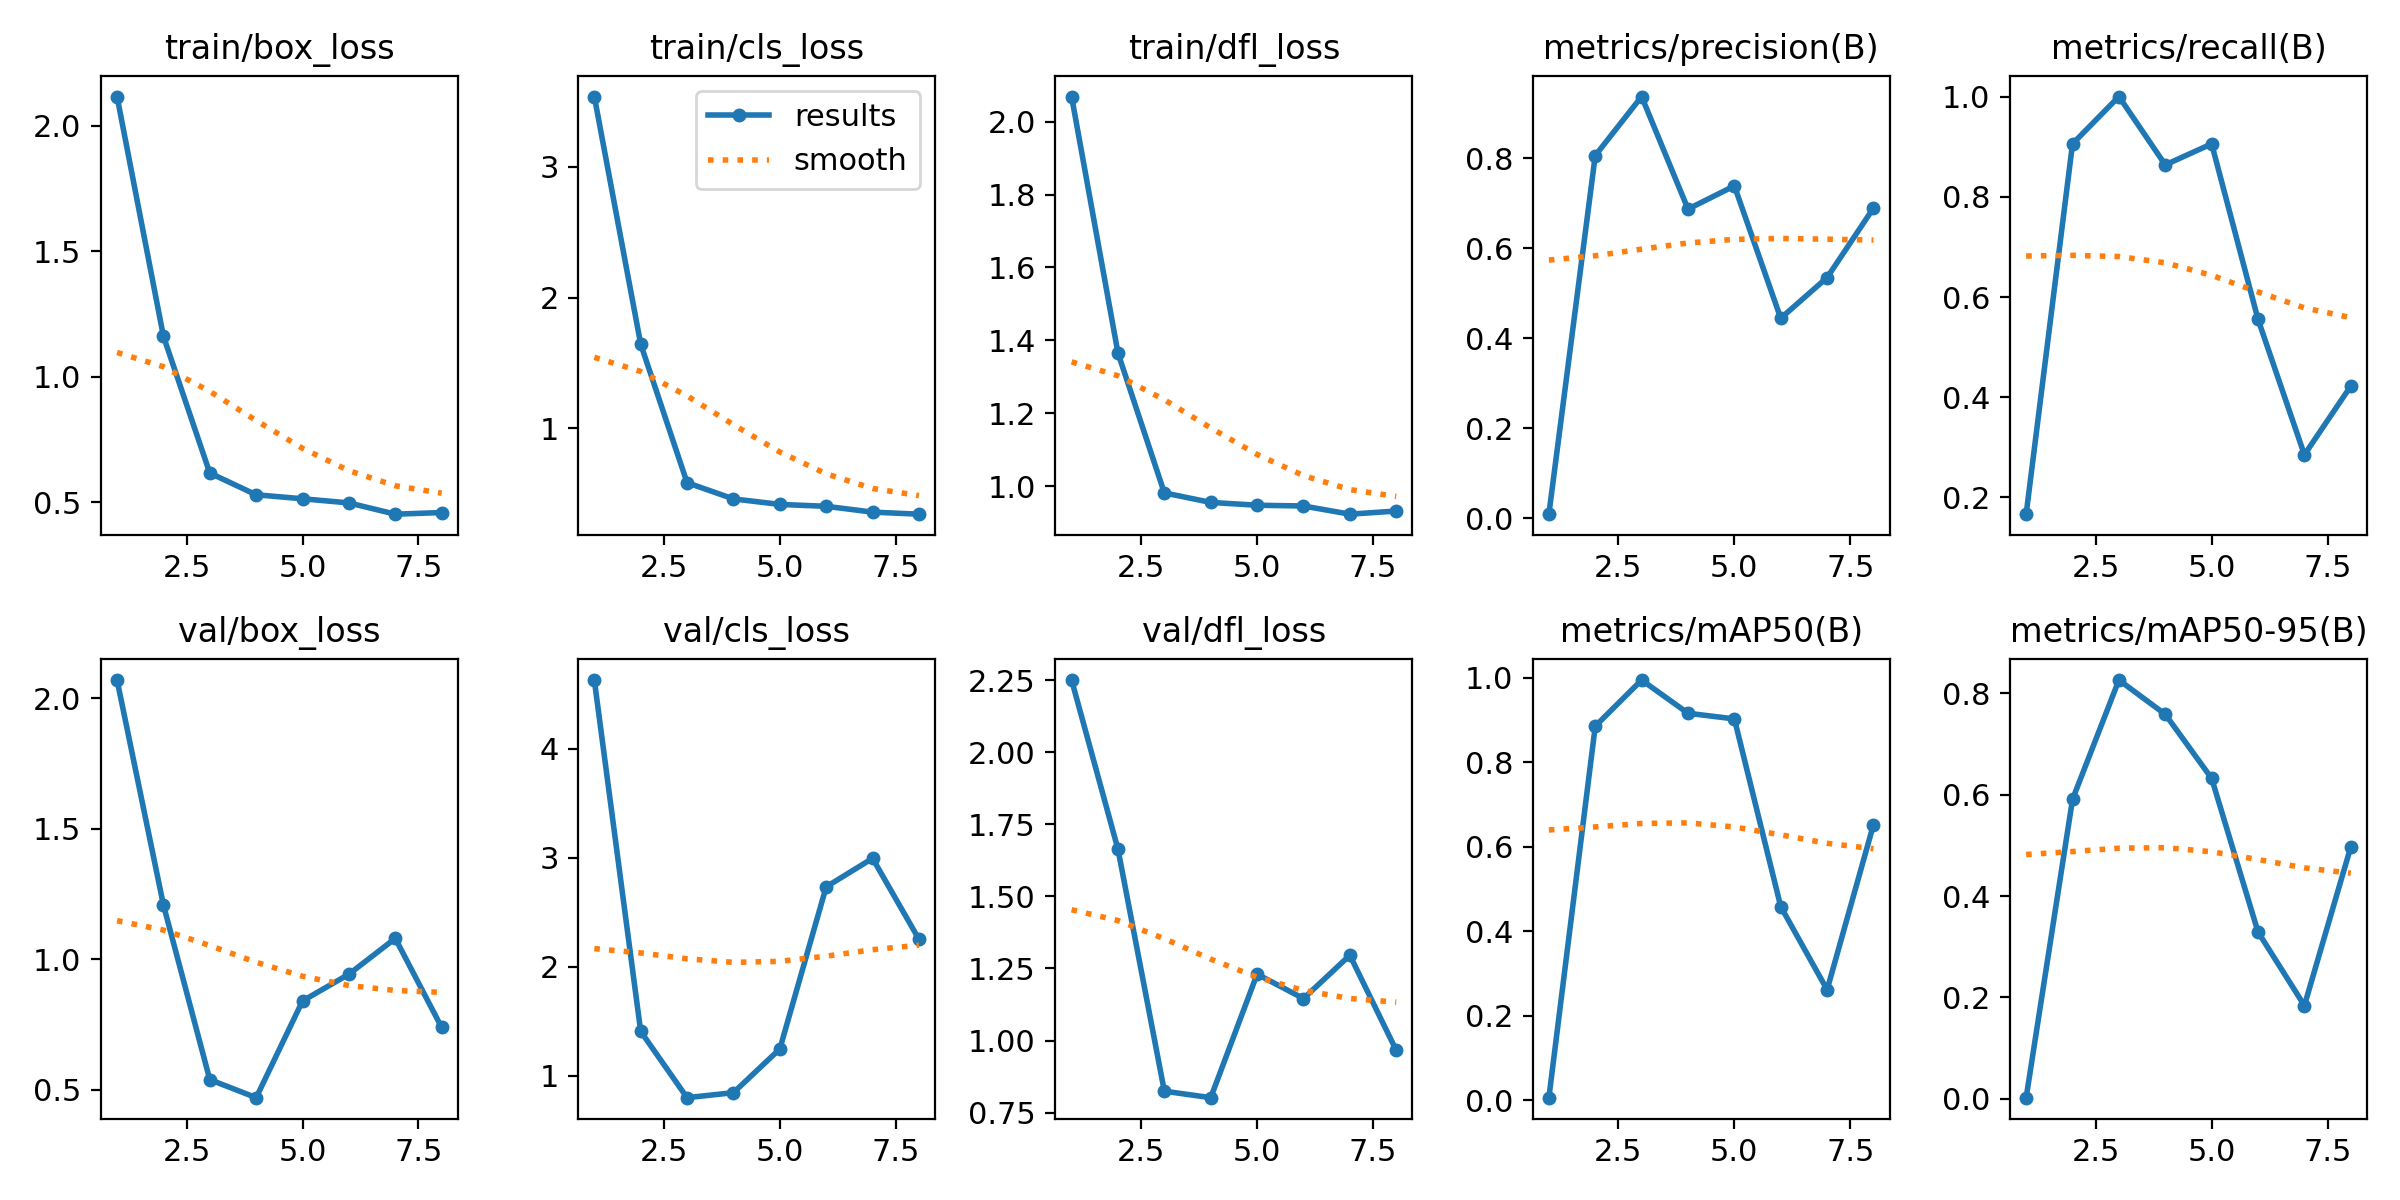 train/box_loss
train/cls_loss
train/dfl_loss
metrics/precision(B)
metrics/recall(B)
2.0
1.5
1.0
0.5
2.5 5.0 7.5
results
smooth
3
2
1
2.5 5.0 7.5
2.0
1.8
1.6
1.4
1.2
1.0
2.5 5.0 7.5
0.8
0.6
0.4
0.2
0.0
2.5 5.0 7.5
1.0
0.8
0.6
0.4
0.2
2.5 5.0 7.5
val/box_loss
val/cls_loss
val/dfl_loss
metrics/mAP50(B)
metrics/mAP50-95(B)
2.0
1.5
1.0
0.5
2.5 5.0 7.5
4
3
2
1
2.5 5.0 7.5
2.25
2.00
1.75
1.50
1.25
1.00
0.75
2.5 5.0 7.5
1.0
0.8
0.6
0.4
0.2
0.0
2.5 5.0 7.5
0.8
0.6
0.4
0.2
0.0
2.5 5.0 7.5